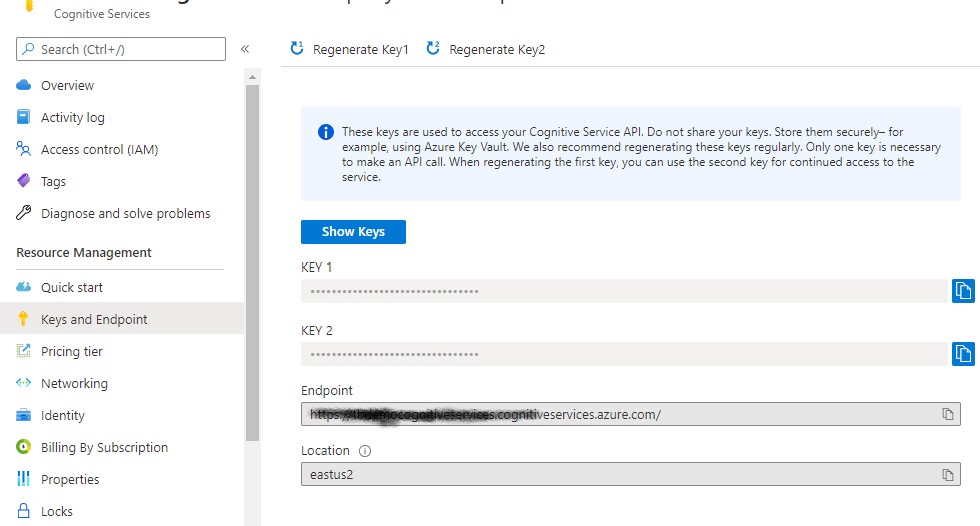 Cognitive Services
Search (Ctrl+/)
«
Regenerate Key1
Regenerate Key2
Overview
Activity log
Access control (IAM)
Tags
Diagnose and solve problems
Resource Management
Quick start
Keys and Endpoint
Pricing tier
Networking
Identity
Billing By Subscription
Properties
Locks
These keys are used to access your Cognitive Service API. Do not share your keys. Store them securely– for
example, using Azure Key Vault. We also recommend regenerating these keys regularly. Only one key is necessary
to make an API call. When regenerating the first key, you can use the second key for continued access to the
service.
Show Keys
KEY 1
••••••••••••••••••••••••••••••••
KEY 2
••••••••••••••••••••••••••••••••
Endpoint
https://.cognitiveservices.azure.com/
Location
eastus2